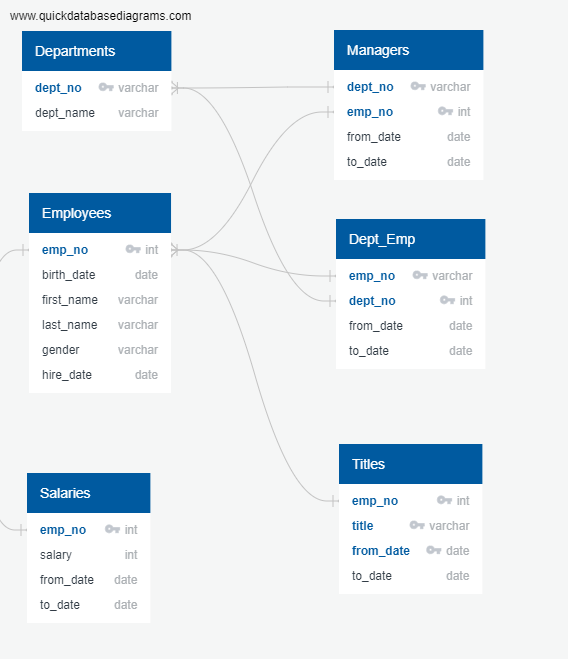 www.quickdatabasediagrams.com
Departments
dept_no varchar
dept_name varchar
Managers
dept_no varchar
emp_no int
from_date date
to_date date
Employees
emp_no int
birth_date date
first_name varchar
last_name varchar
gender varchar
hire_date date
Dept_Emp
emp_no varchar
dept_no int
from_date date
to_date date
Salaries
emp_no int
salary int
from_date date
to_date date
Titles
emp_no int
title varchar
from_date date
to_date date